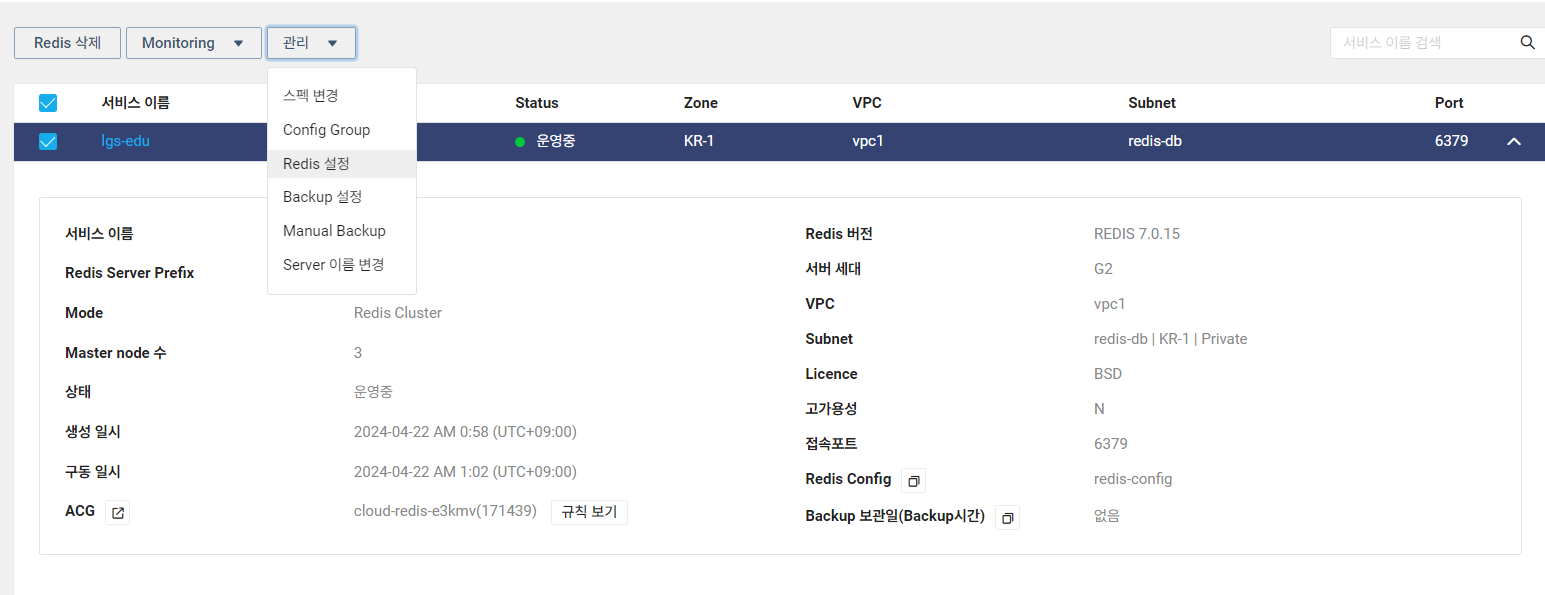 Redis 삭제 Monitoring 관리 서비스 이름 검색
서비스 이름 Status Zone VPC Subnet Port
lgs-edu 운영중 KR-1 vpc1 redis-db 6379
스펙 변경
Config Group
Redis 설정
Backup 설정
Manual Backup
Server 이름 변경
서비스 이름
Redis Server Prefix
Mode Redis Cluster
Master node 수 3
상태 운영중
생성 일시 2024-04-22 AM 0:58 (UTC+09:00)
구동 일시 2024-04-22 AM 1:02 (UTC+09:00)
ACG cloud-redis-e3kmv(171439) 규칙 보기
Redis 버전 REDIS 7.0.15
서버 세대 G2
VPC vpc1
Subnet redis-db | KR-1 | Private
Licence BSD
고가용성 N
접속포트 6379
Redis Config redis-config
Backup 보관일(Backup시간) 없음